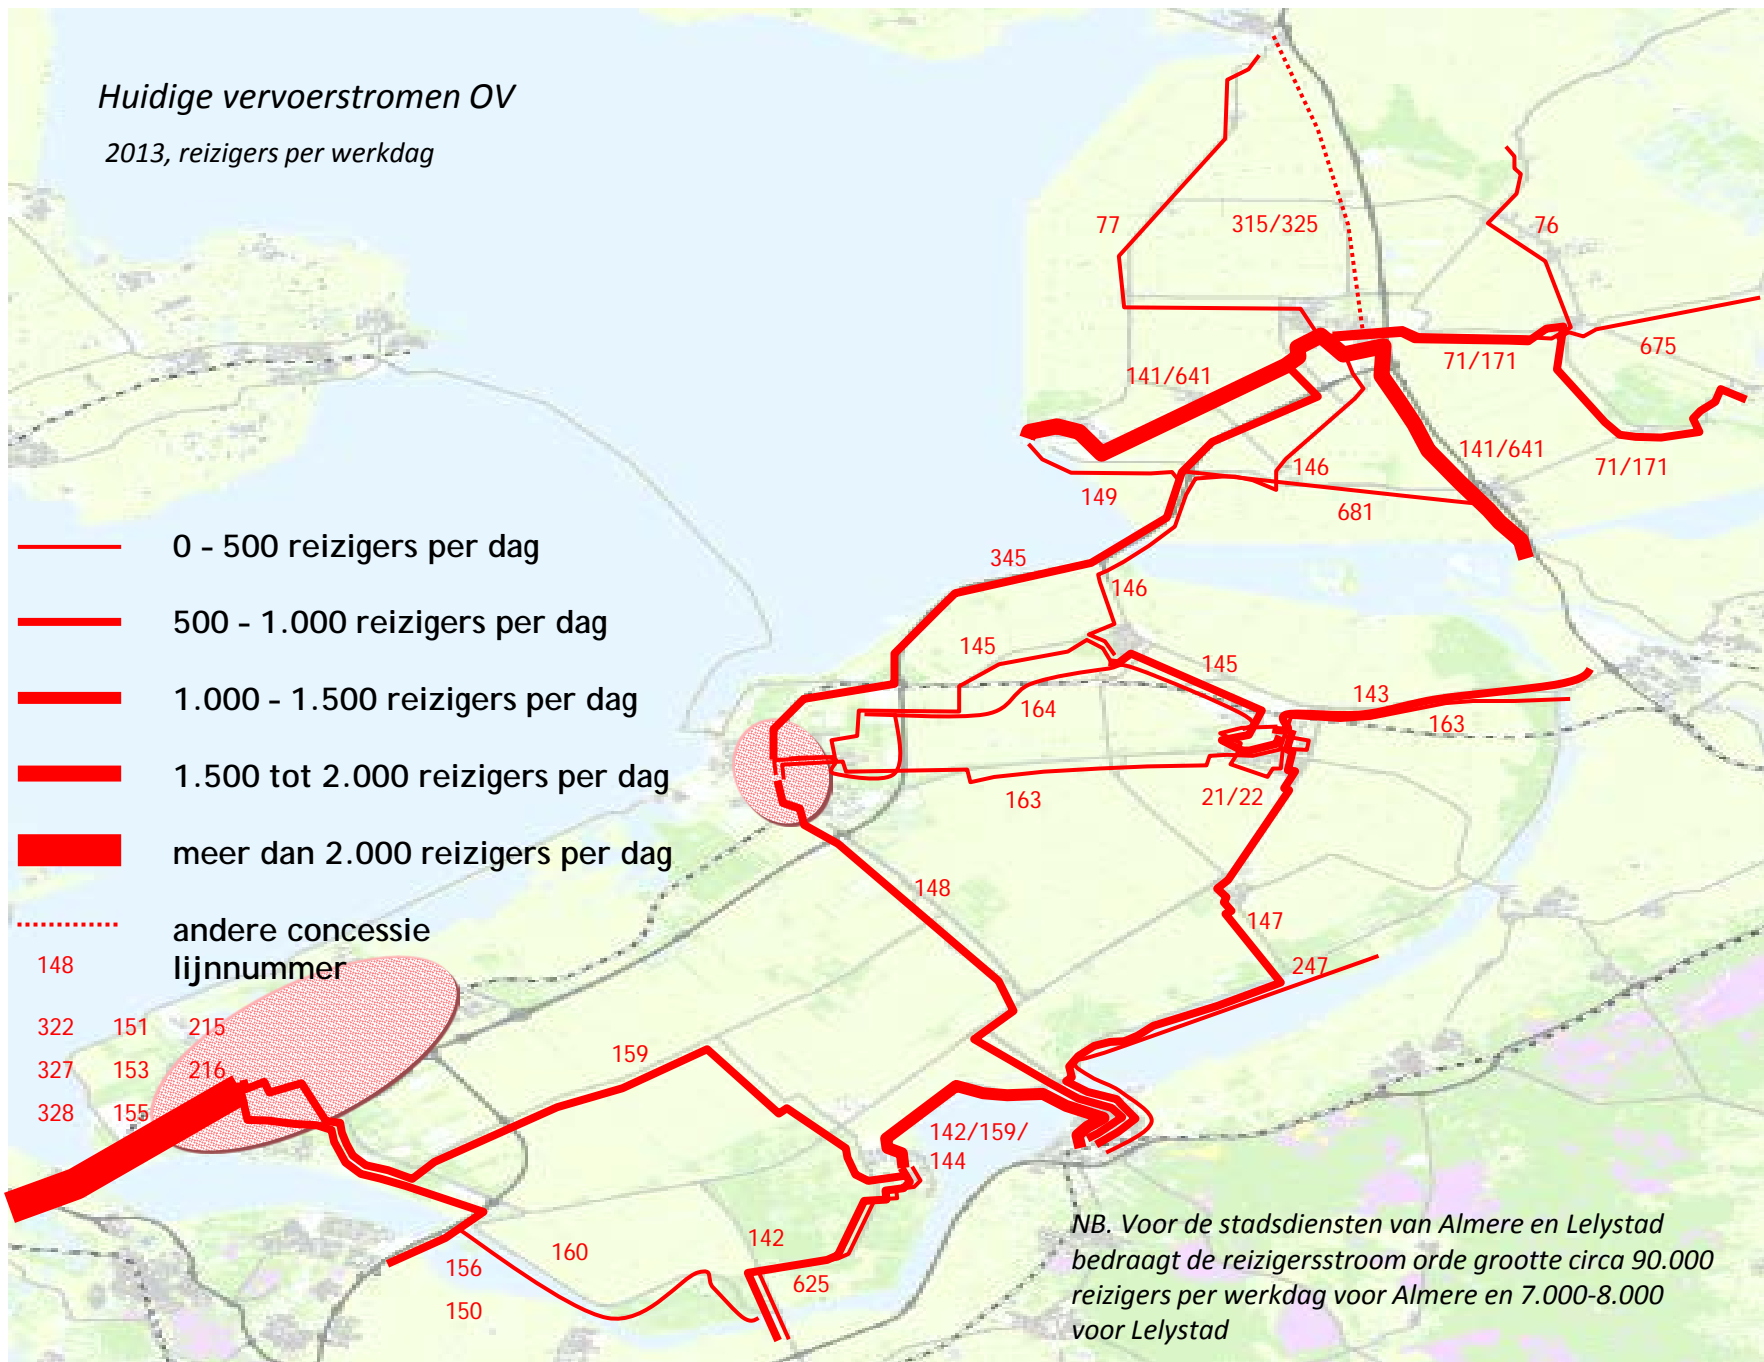 Huidige vervoerstromen OV
2013, reizigers per werkdag
77
315/325
76
675
71/171
141/641
141/641
71/171
146
149
681
345
146
145
145
143
163
164
163
21/22
148
147
247
159
142/159/
144
142
160
625
156
150
0 - 500 reizigers per dag
500 - 1.000 reizigers per dag
1.000 - 1.500 reizigers per dag
1.500 tot 2.000 reizigers per dag
meer dan 2.000 reizigers per dag
andere concessie
148 lijnnummer
322 151 215
327 153 216
328 155
NB. Voor de stadsdiensten van Almere en Lelystad
bedraagt de reizigersstroom orde grootte circa 90.000
reizigers per werkdag voor Almere en 7.000-8.000
voor Lelystad